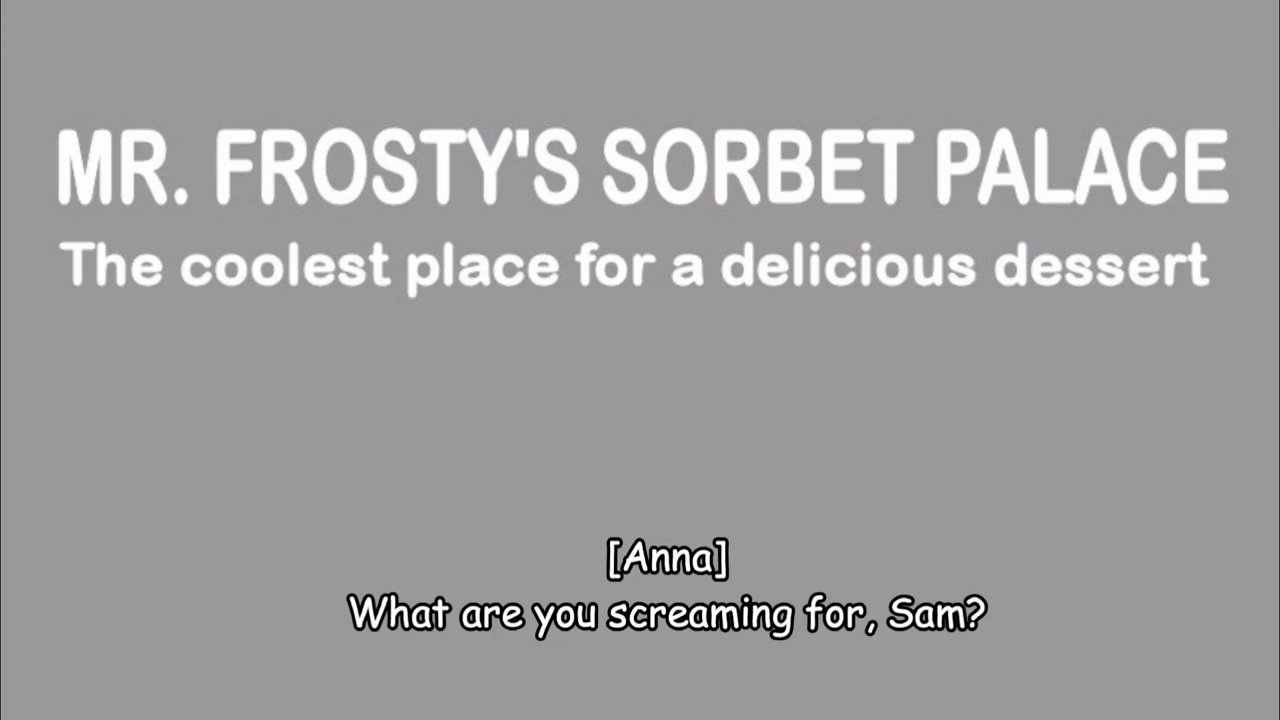 MR. FROSTY'S SORBET PALACE
The coolest place for a delicious dessert
[Anna]
What are you screaming for, Sam?